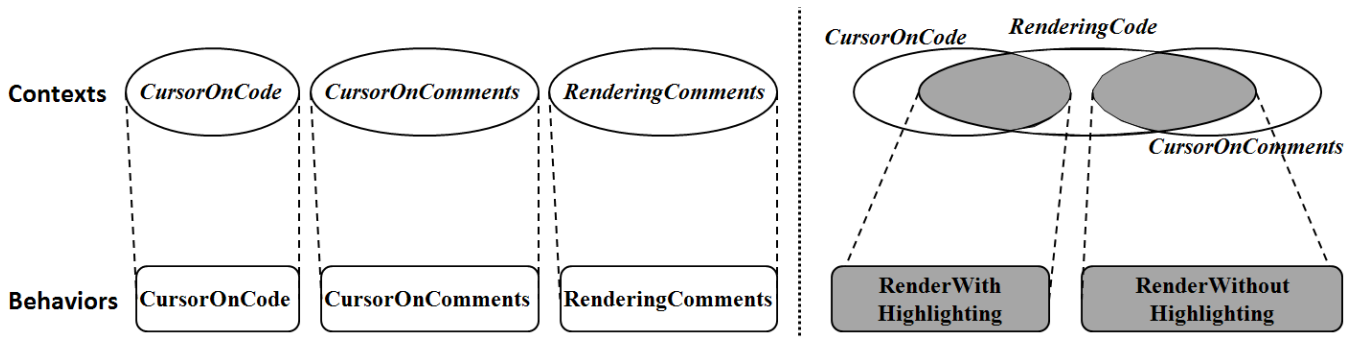 Contexts
CursorOnCode
CursorOnComments
RenderingComments
CursorOnCode
RenderingCode
CursorOnComments
Behaviors
CursorOnCode
CursorOnComments
RenderingComments
RenderWith
Highlighting
RenderWithout
Highlighting